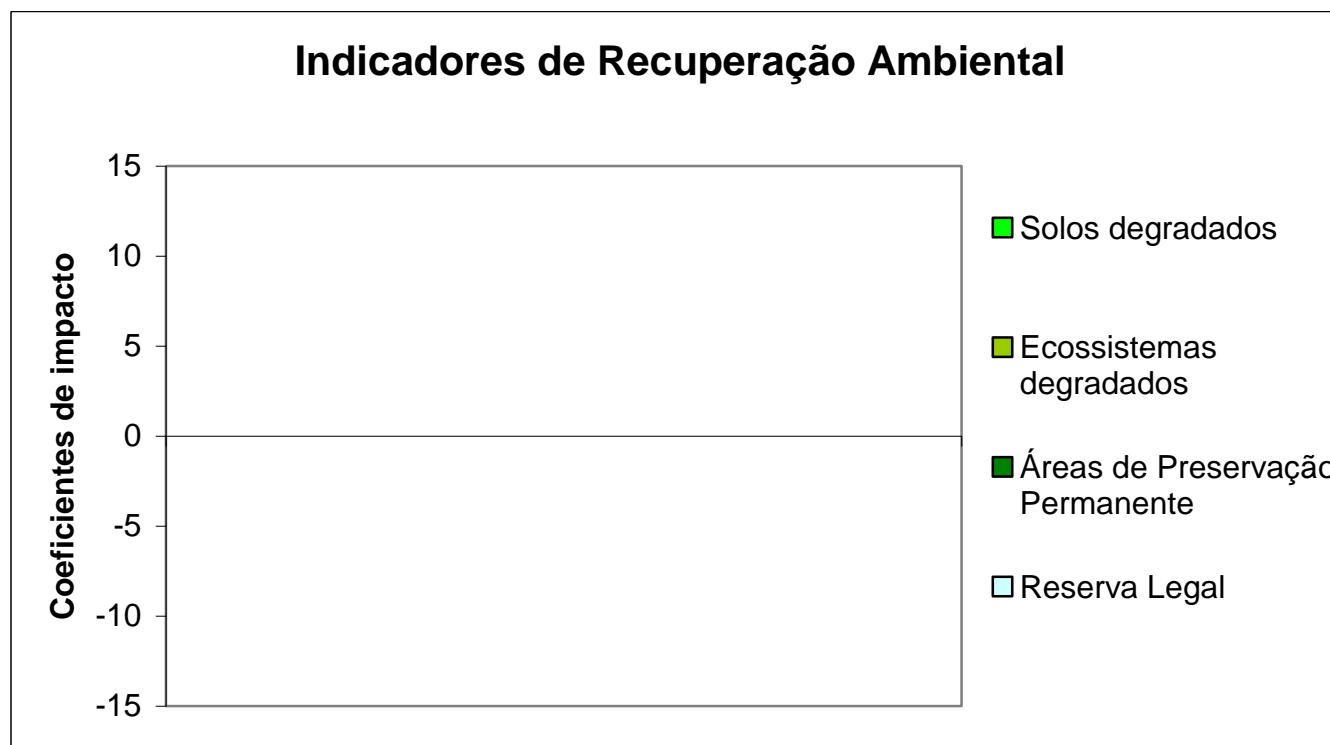 Indicadores de Recuperação Ambiental
15
10
5
0
-5
-10
-15
Coeficientes de impacto
Solos degradados
Ecossistemas
degradados
Áreas de Preservação
Permanente
Reserva Legal